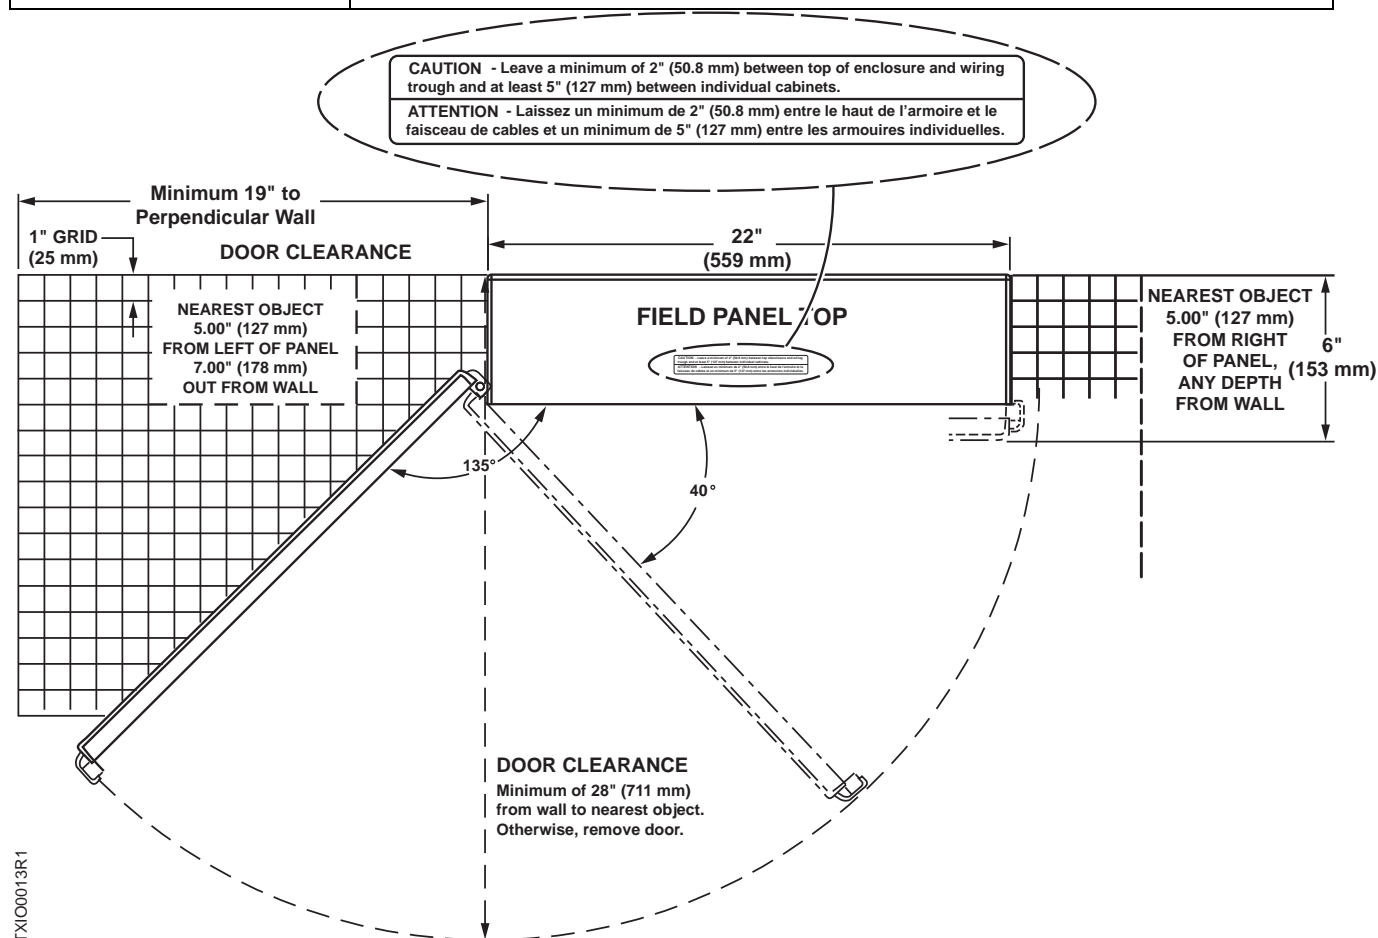 CAUTION - Leave a minimum of 2" (50.8 mm) between top of enclosure and wiring
trough and at least 5" (127 mm) between individual cabinets.
ATTENTION - Laissez un minimum de 2" (50.8 mm) entre le haut de l'armoire et le
faisceau de cables et un minimum de 5" (127 mm) entre les armouires individuelles.
Minimum 19" to
Perpendicular Wall
1" GRID
(25 mm)
DOOR CLEARANCE
22"
(559 mm)
NEAREST OBJECT
5.00" (127 mm)
FROM LEFT OF PANEL
7.00" (178 mm)
OUT FROM WALL
FIELD PANEL TOP
NEAREST OBJECT
5.00" (127 mm)
FROM RIGHT
OF PANEL,
ANY DEPTH
FROM WALL
6"
(153 mm)
135°
40°
DOOR CLEARANCE
Minimum of 28" (711 mm)
from wall to nearest object.
Otherwise, remove door.
TXIO0013R1